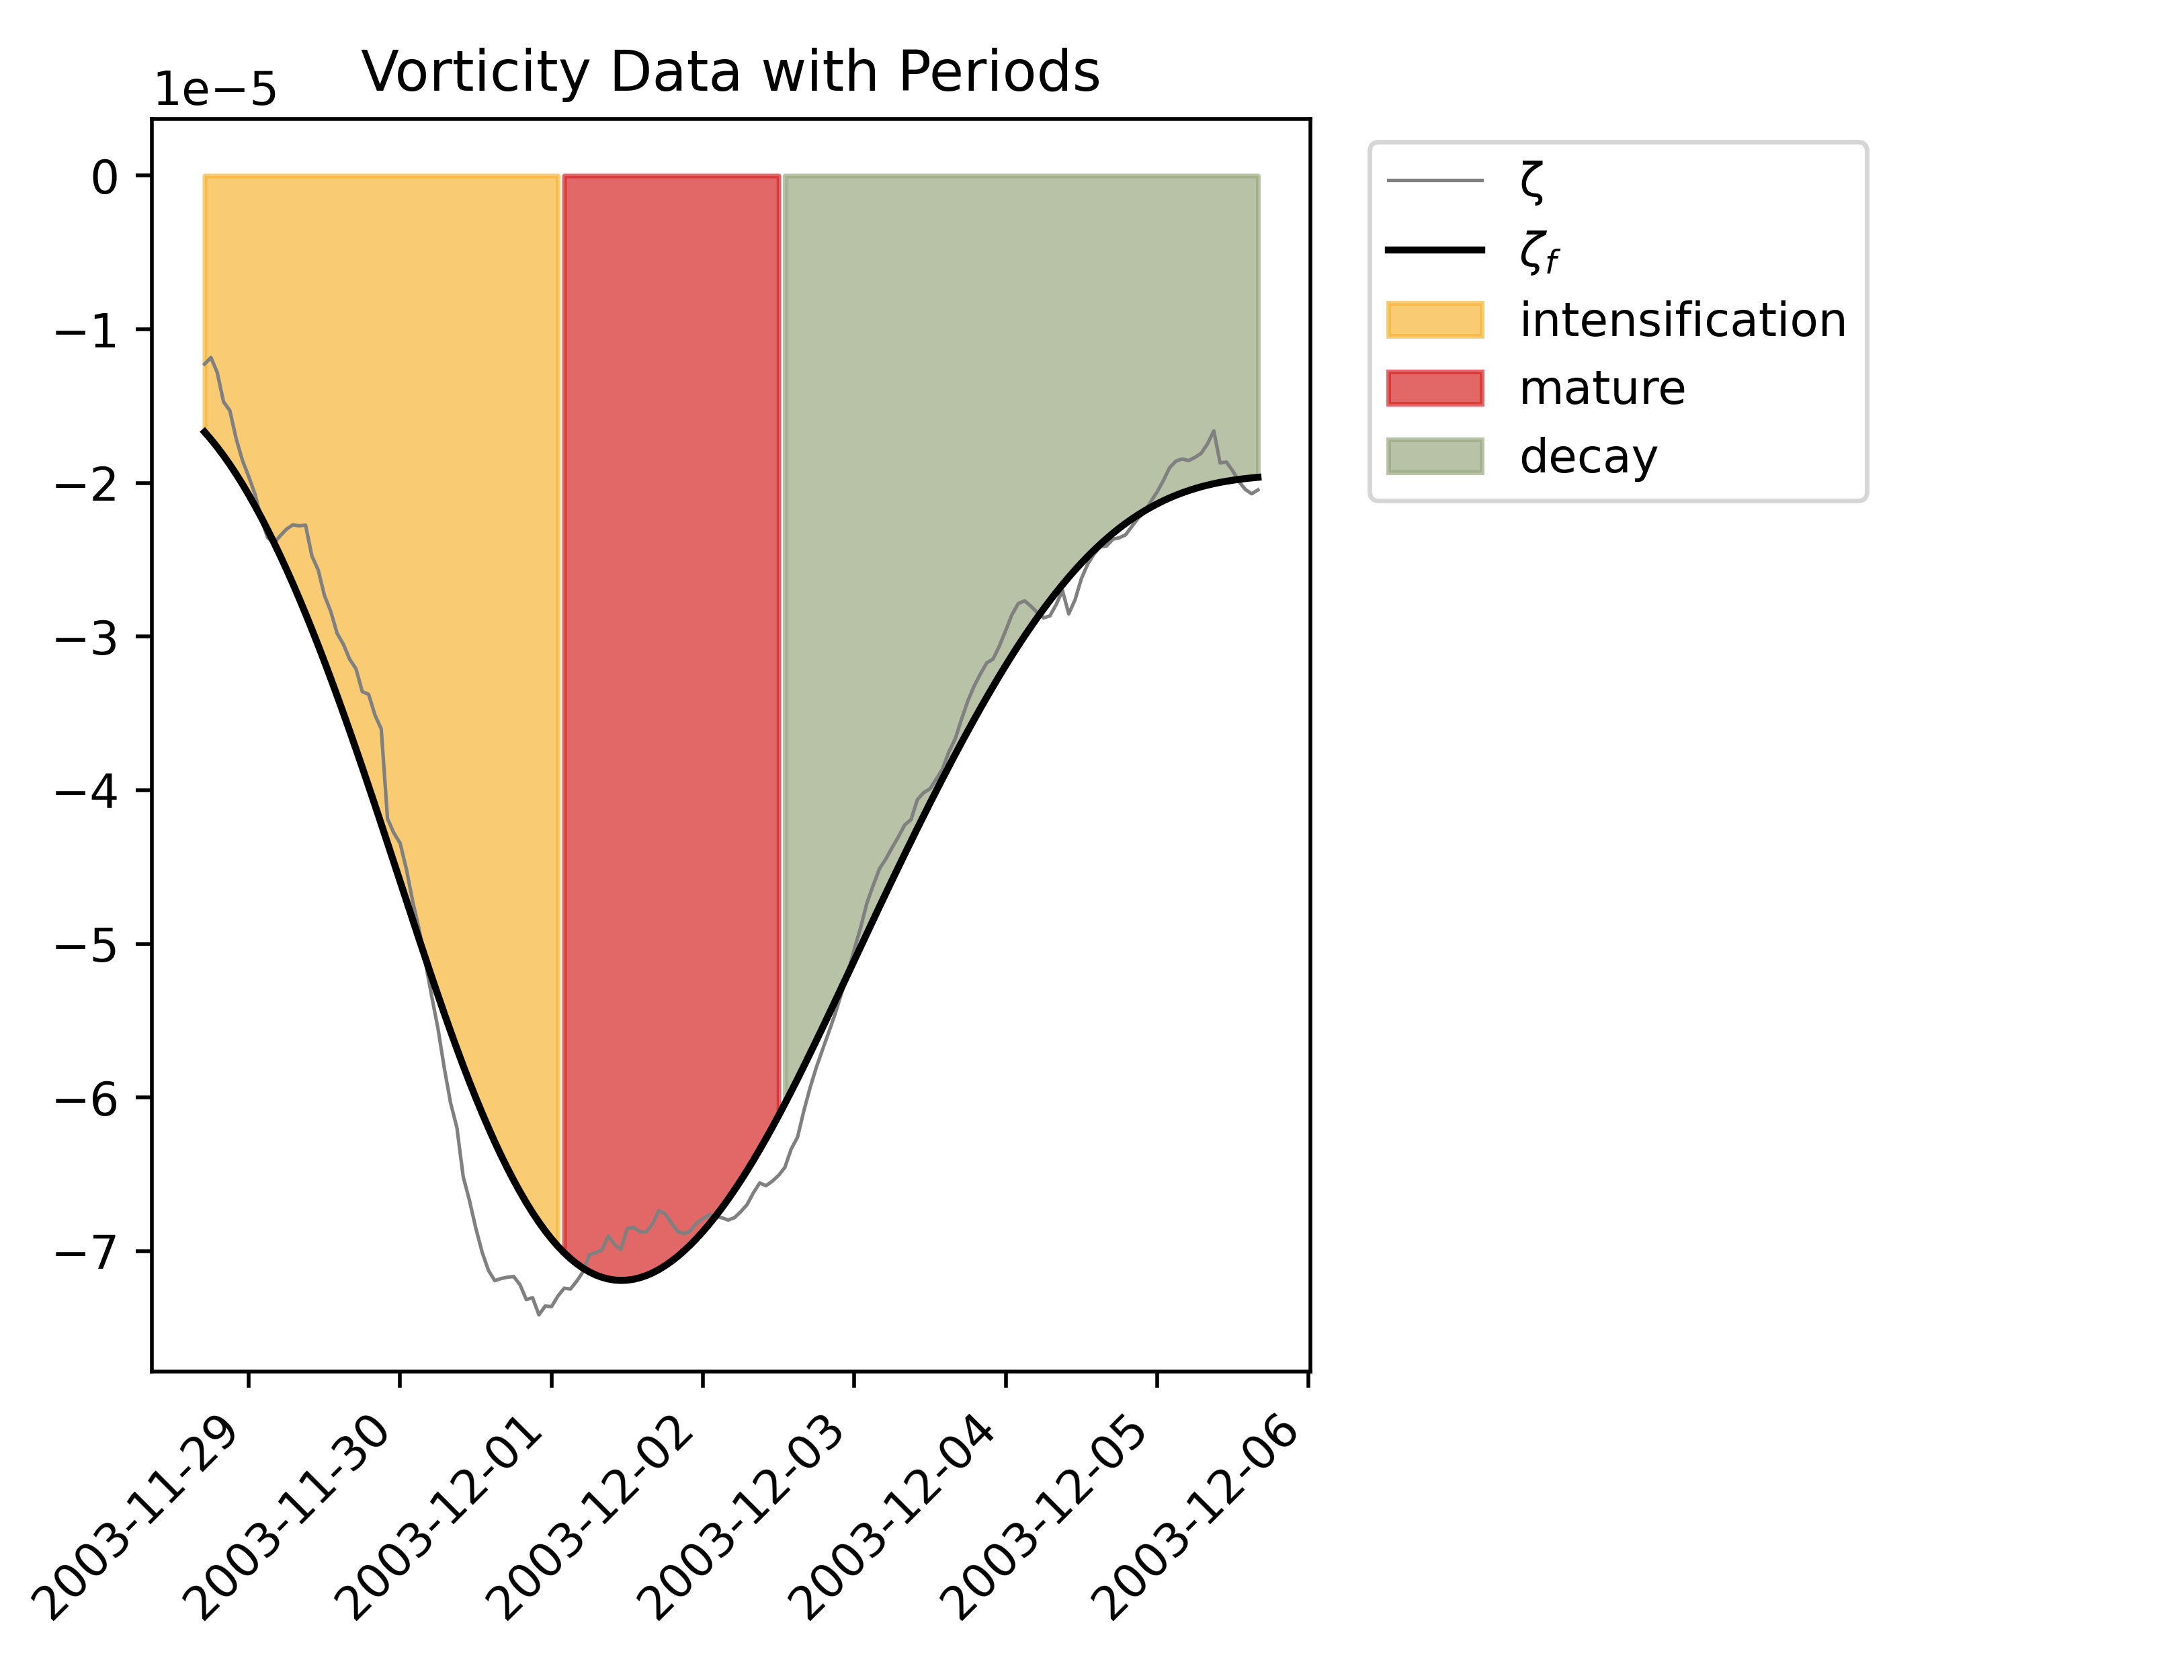 Vorticity Data with Periods
1e−5
0
−1
−2
−3
−4
−5
−6
−7
2003-11-29
2003-11-30
2003-12-01
2003-12-02
2003-12-03
2003-12-04
2003-12-05
2003-12-06
ζ
ζf
intensification
mature
decay